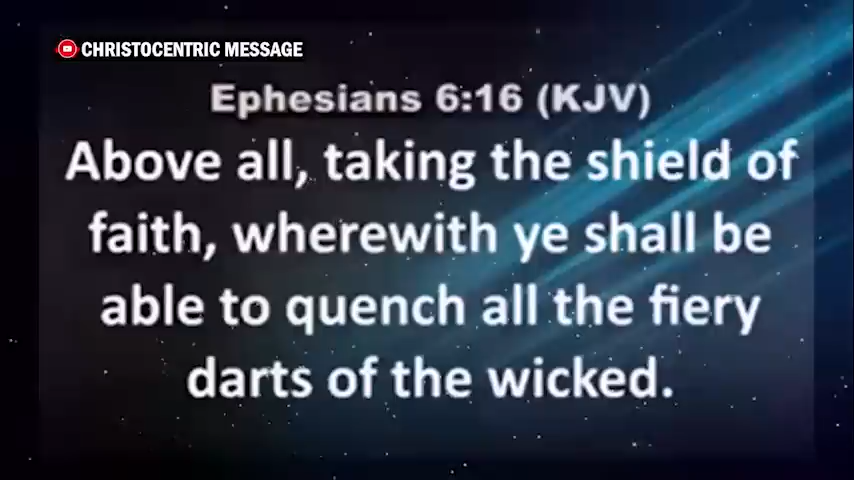 CHRISTOCENTRIC MESSAGE
Ephesians 6:16 (KJV)
Above all, taking the shield of
faith, wherewith ye shall be
able to quench all the fiery
darts of the wicked.